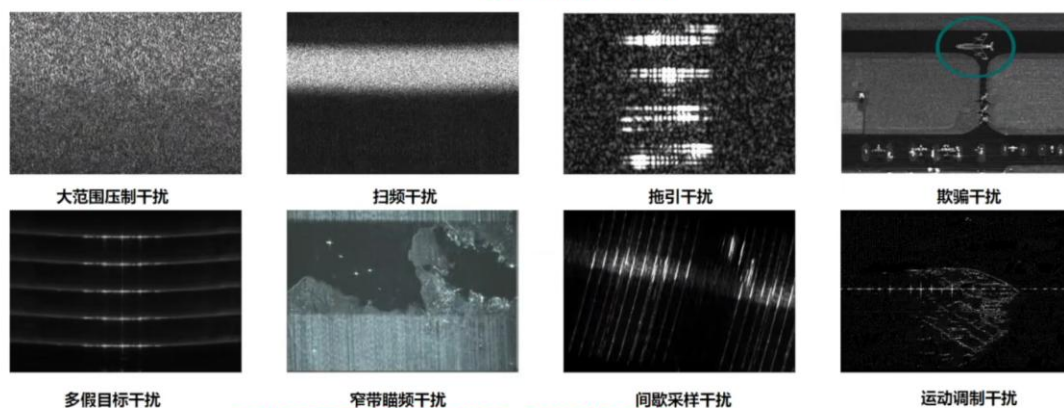 大范围压制干扰
扫频干扰
拖引干扰
欺骗干扰
多假目标干扰
窄带瞄频干扰
间歇采样干扰
运动调制干扰